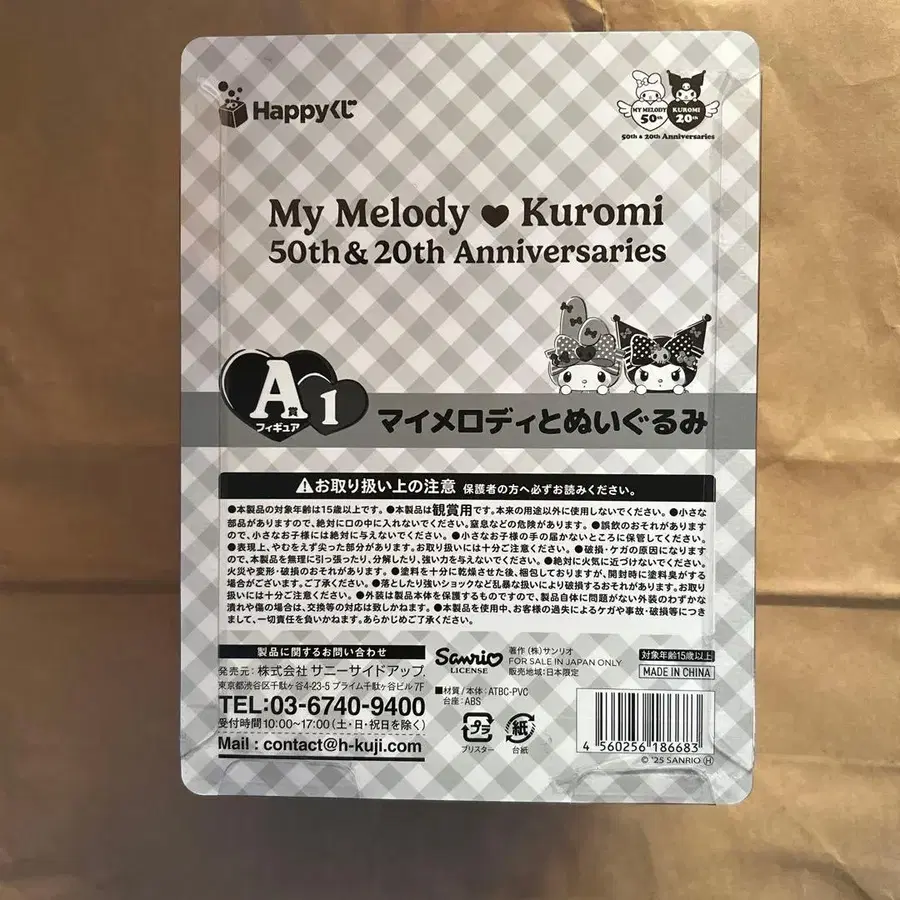 Happyくじ
MY MELODY 50th
KUROMI 20th
50th & 20th Anniversaries
My Melody ♥ Kuromi
50th & 20th Anniversaries
A賞
フィギュア
1
マイメロディとぬいぐるみ
⚠お取り扱い上の注意 保護者の方へ必ずお読みください。
●本製品の対象年齢は15歳以上です。●本製品は観賞用です。本来の用途以外に使用しないでください。●小さな
部品がありますので、絶対に口の中に入れないでください。窒息などの危険があります。●誤飲のおそれがあります
ので、小さなお子様には絶対に与えないでください。●小さなお子様の手の届かないところに保管してください。
●表現上、やむをえず尖った部分があります。お取り扱いには十分ご注意ください。●破損・ケガの原因になります
ので、本製品を無理に引っ張ったり、分解したり、強い力を与えないでください。●絶対に火気に近づけないでください。
火災や変形・破損のおそれがあります。●塗料を十分に乾燥させた後、梱包しておりますが、開封時に塗料臭がする
場合がございます。ご了承ください。●落としたり強いショックなど乱暴な扱いにより破損するおそれがあります。お取り
扱いには十分ご注意ください。●外装は製品本体を保護するものですので、製品自体に問題がない外装のわずかな
潰れや傷の場合は、交換等の対応は致しかねます。●本製品を使用中、お客様の過失によるケガや事故・破損等につき
まして、一切責任を負いかねます。あらかじめご了承ください。
製品に関するお問い合わせ
発売元:株式会社 サニーサイドアップ
東京都渋谷区千駄ヶ谷4-23-5 プライム千駄ヶ谷ビル 7F
TEL:03-6740-9400
受付時間10:00〜17:00(土・日・祝日を除く)
Mail : contact@h-kuji.com
Sanrio
LICENSE
著作(株)サンリオ
FOR SALE IN JAPAN ONLY
販売地域:日本限定
対象年齢15歳以上
MADE IN CHINA
■材質/本体:ATBC-PVC
台座:ABS
プラ
ブリスター
紙
台紙
4 560256 186683
© '25 SANRIO Ⓗ